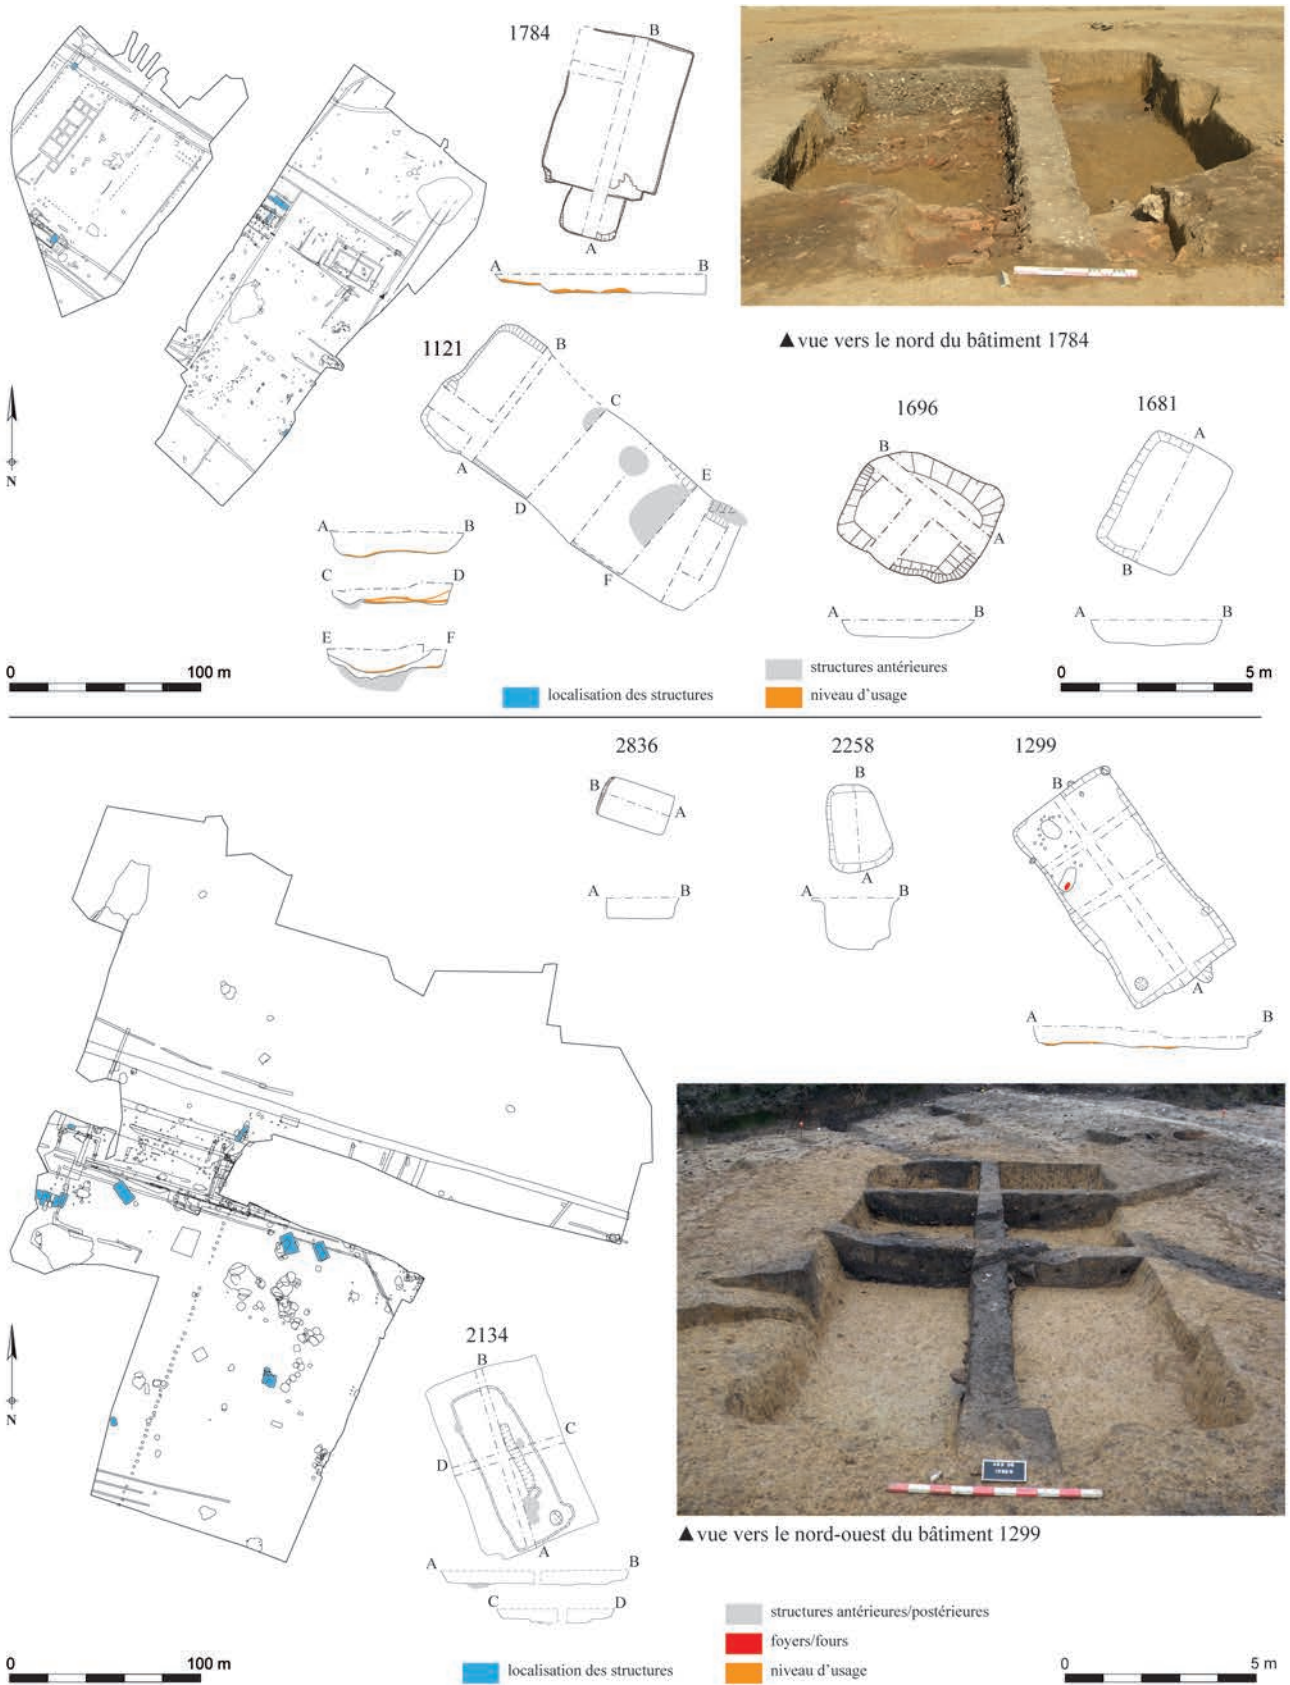 1784
B
A
A B
▲vue vers le nord du bâtiment 1784
1121
B
C
A
E
D
F
A B
C D
E F
1696
B
A
A B
1681
A
B
A B
N
0 100 m
localisation des structures
structures antérieures
niveau d’usage
0 5 m
2836
B
A
A B
2258
B
A
A B
1299
B
A
A B
2134
B
C
D
A
A B
C D
N
▲vue vers le nord-ouest du bâtiment 1299
0 100 m
localisation des structures
structures antérieures/postérieures
foyers/fours
niveau d’usage
0 5 m